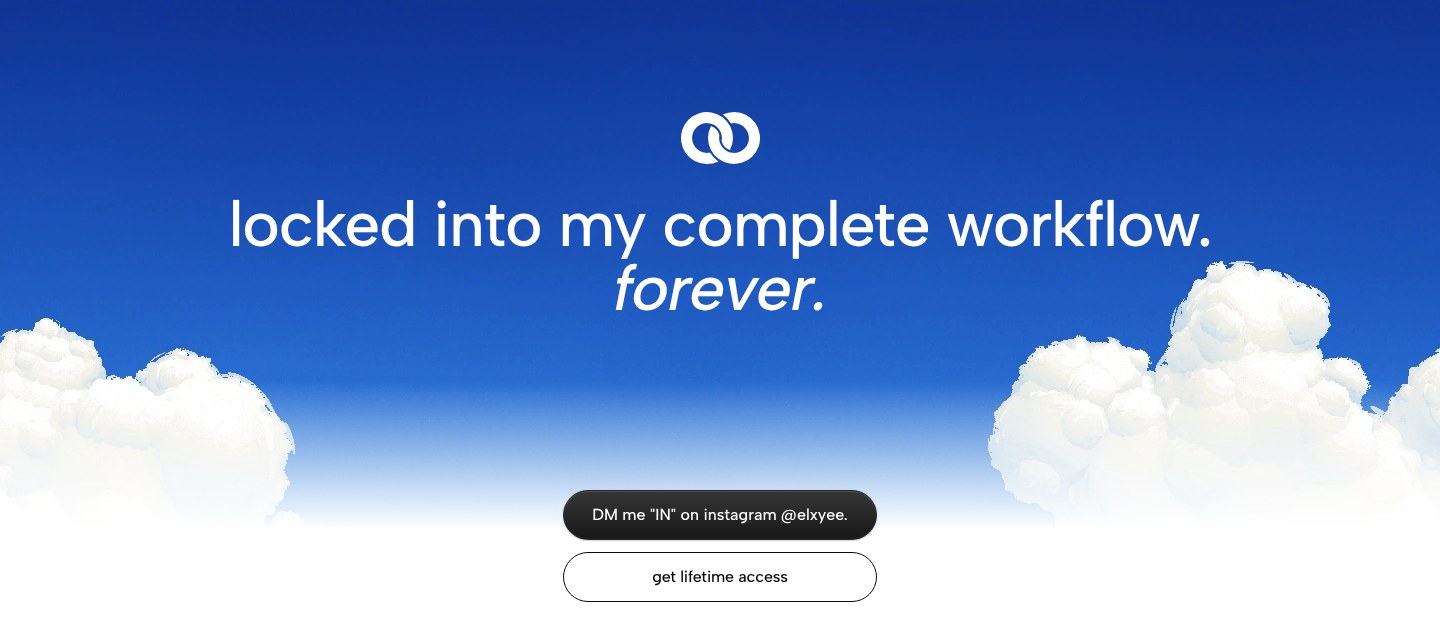 locked into my complete workflow.
forever.
DM me "IN" on instagram @elxyee.
get lifetime access